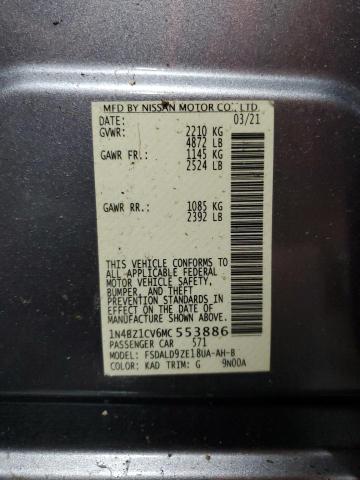 MFD BY NISSAN MOTOR CO., LTD
DATE: 03/21
GVWR: 2210 KG
4872 LB
GAWR FR.: 1145 KG
2524 LB
GAWR RR.: 1085 KG
2392 LB
THIS VEHICLE CONFORMS TO
ALL APPLICABLE FEDERAL
MOTOR VEHICLE SAFETY,
BUMPER, AND THEFT
PREVENTION STANDARDS
IN EFFECT ON THE DATE
OF MANUFACTURE SHOWN
ABOVE.
1N4BZ1CV6MC553886
PASSENGER CAR 571
MODEL: FSDALD9ZE18UA-AH-B
COLOR: KAD TRIM: G 9N00A